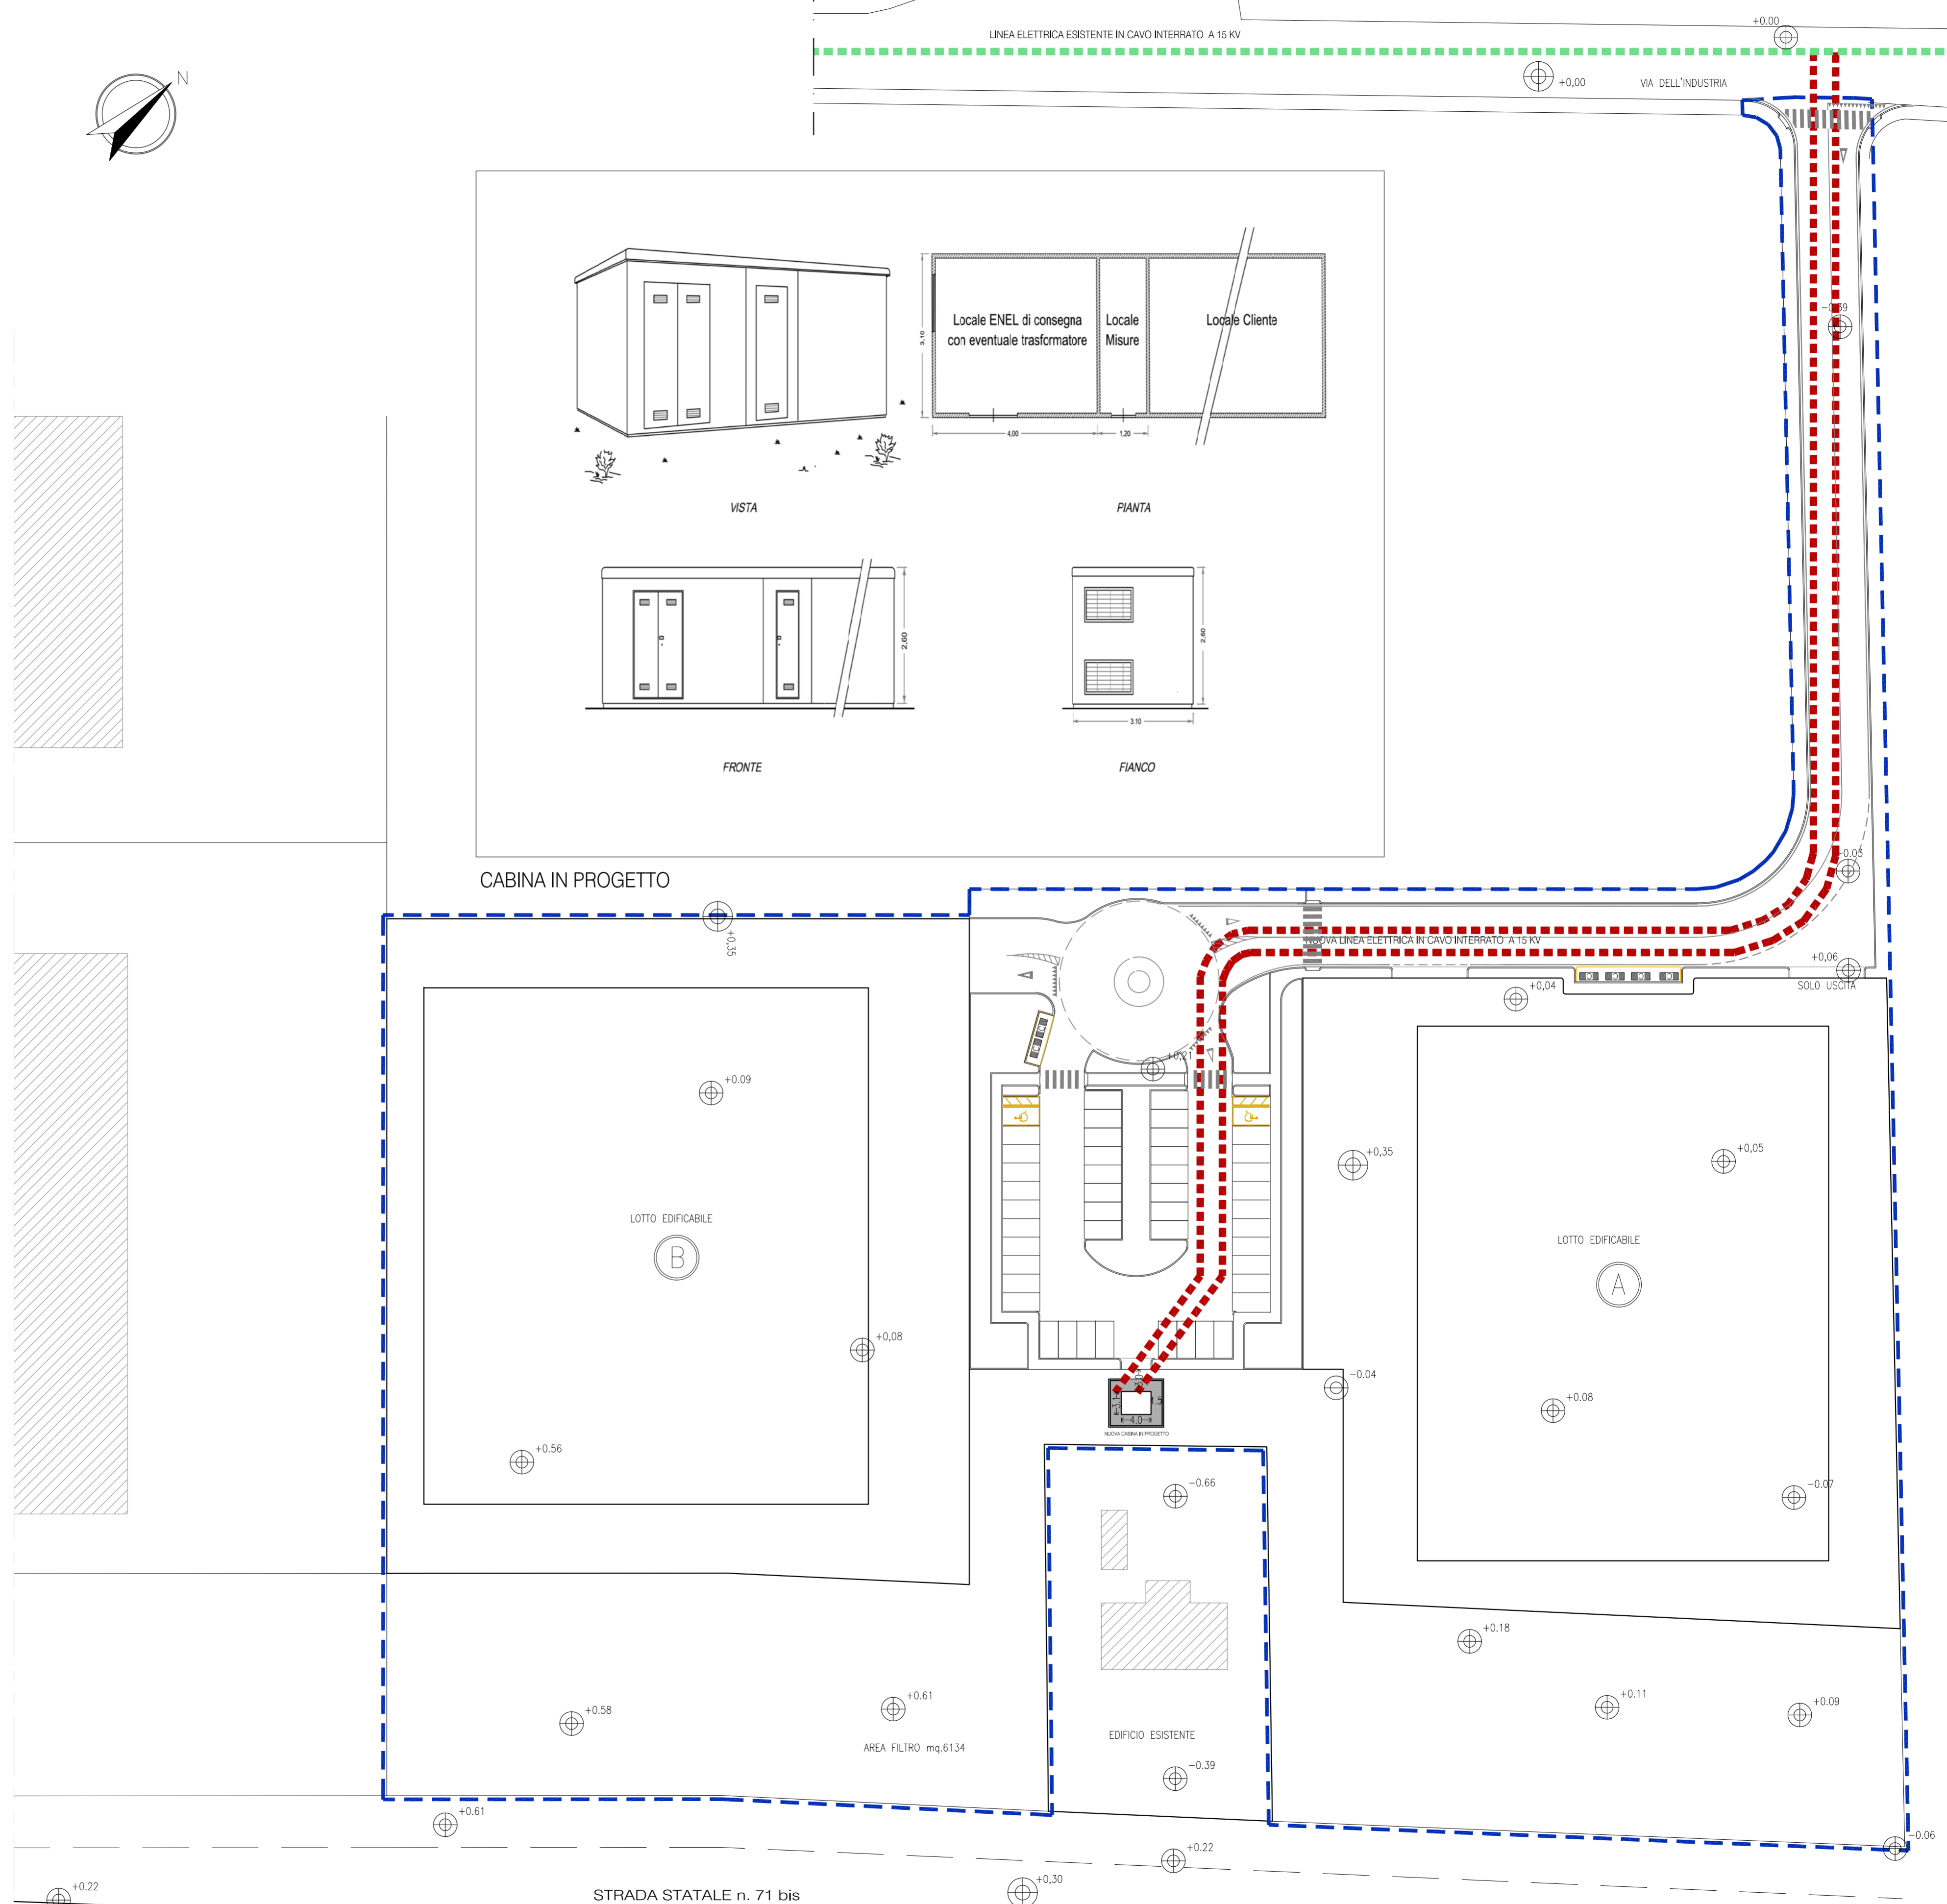 +0.00
LINEA ELETTRICA ESISTENTE IN CAVO INTERRATO A 15 KV
N
+0,00
VIA DELL'INDUSTRIA
Locale ENEL di consegna
con eventuale trasformatore
Locale
Misure
Locale Cliente
3,10
4,00
1,20
VISTA
PIANTA
2,60
2,60
3.10
FRONTE
FIANCO
CABINA IN PROGETTO
+0,35
NUOVA LINEA ELETTRICA IN CAVO INTERRATO A 15 KV
+0,06
SOLO USCITA
+0,04
+0,21
+0.09
+0,35
+0,05
LOTTO EDIFICABILE
B
LOTTO EDIFICABILE
A
+0,08
-0.04
+0.08
4.0
NUOVA CABINA IN PROGETTO
+0.56
-0.66
-0.07
+0.18
+0.58
+0.61
+0.11
+0.09
EDIFICIO ESISTENTE
AREA FILTRO mq.6134
-0.39
+0.61
-0.06
+0.22
+0.22
+0,30
STRADA STATALE n. 71 bis